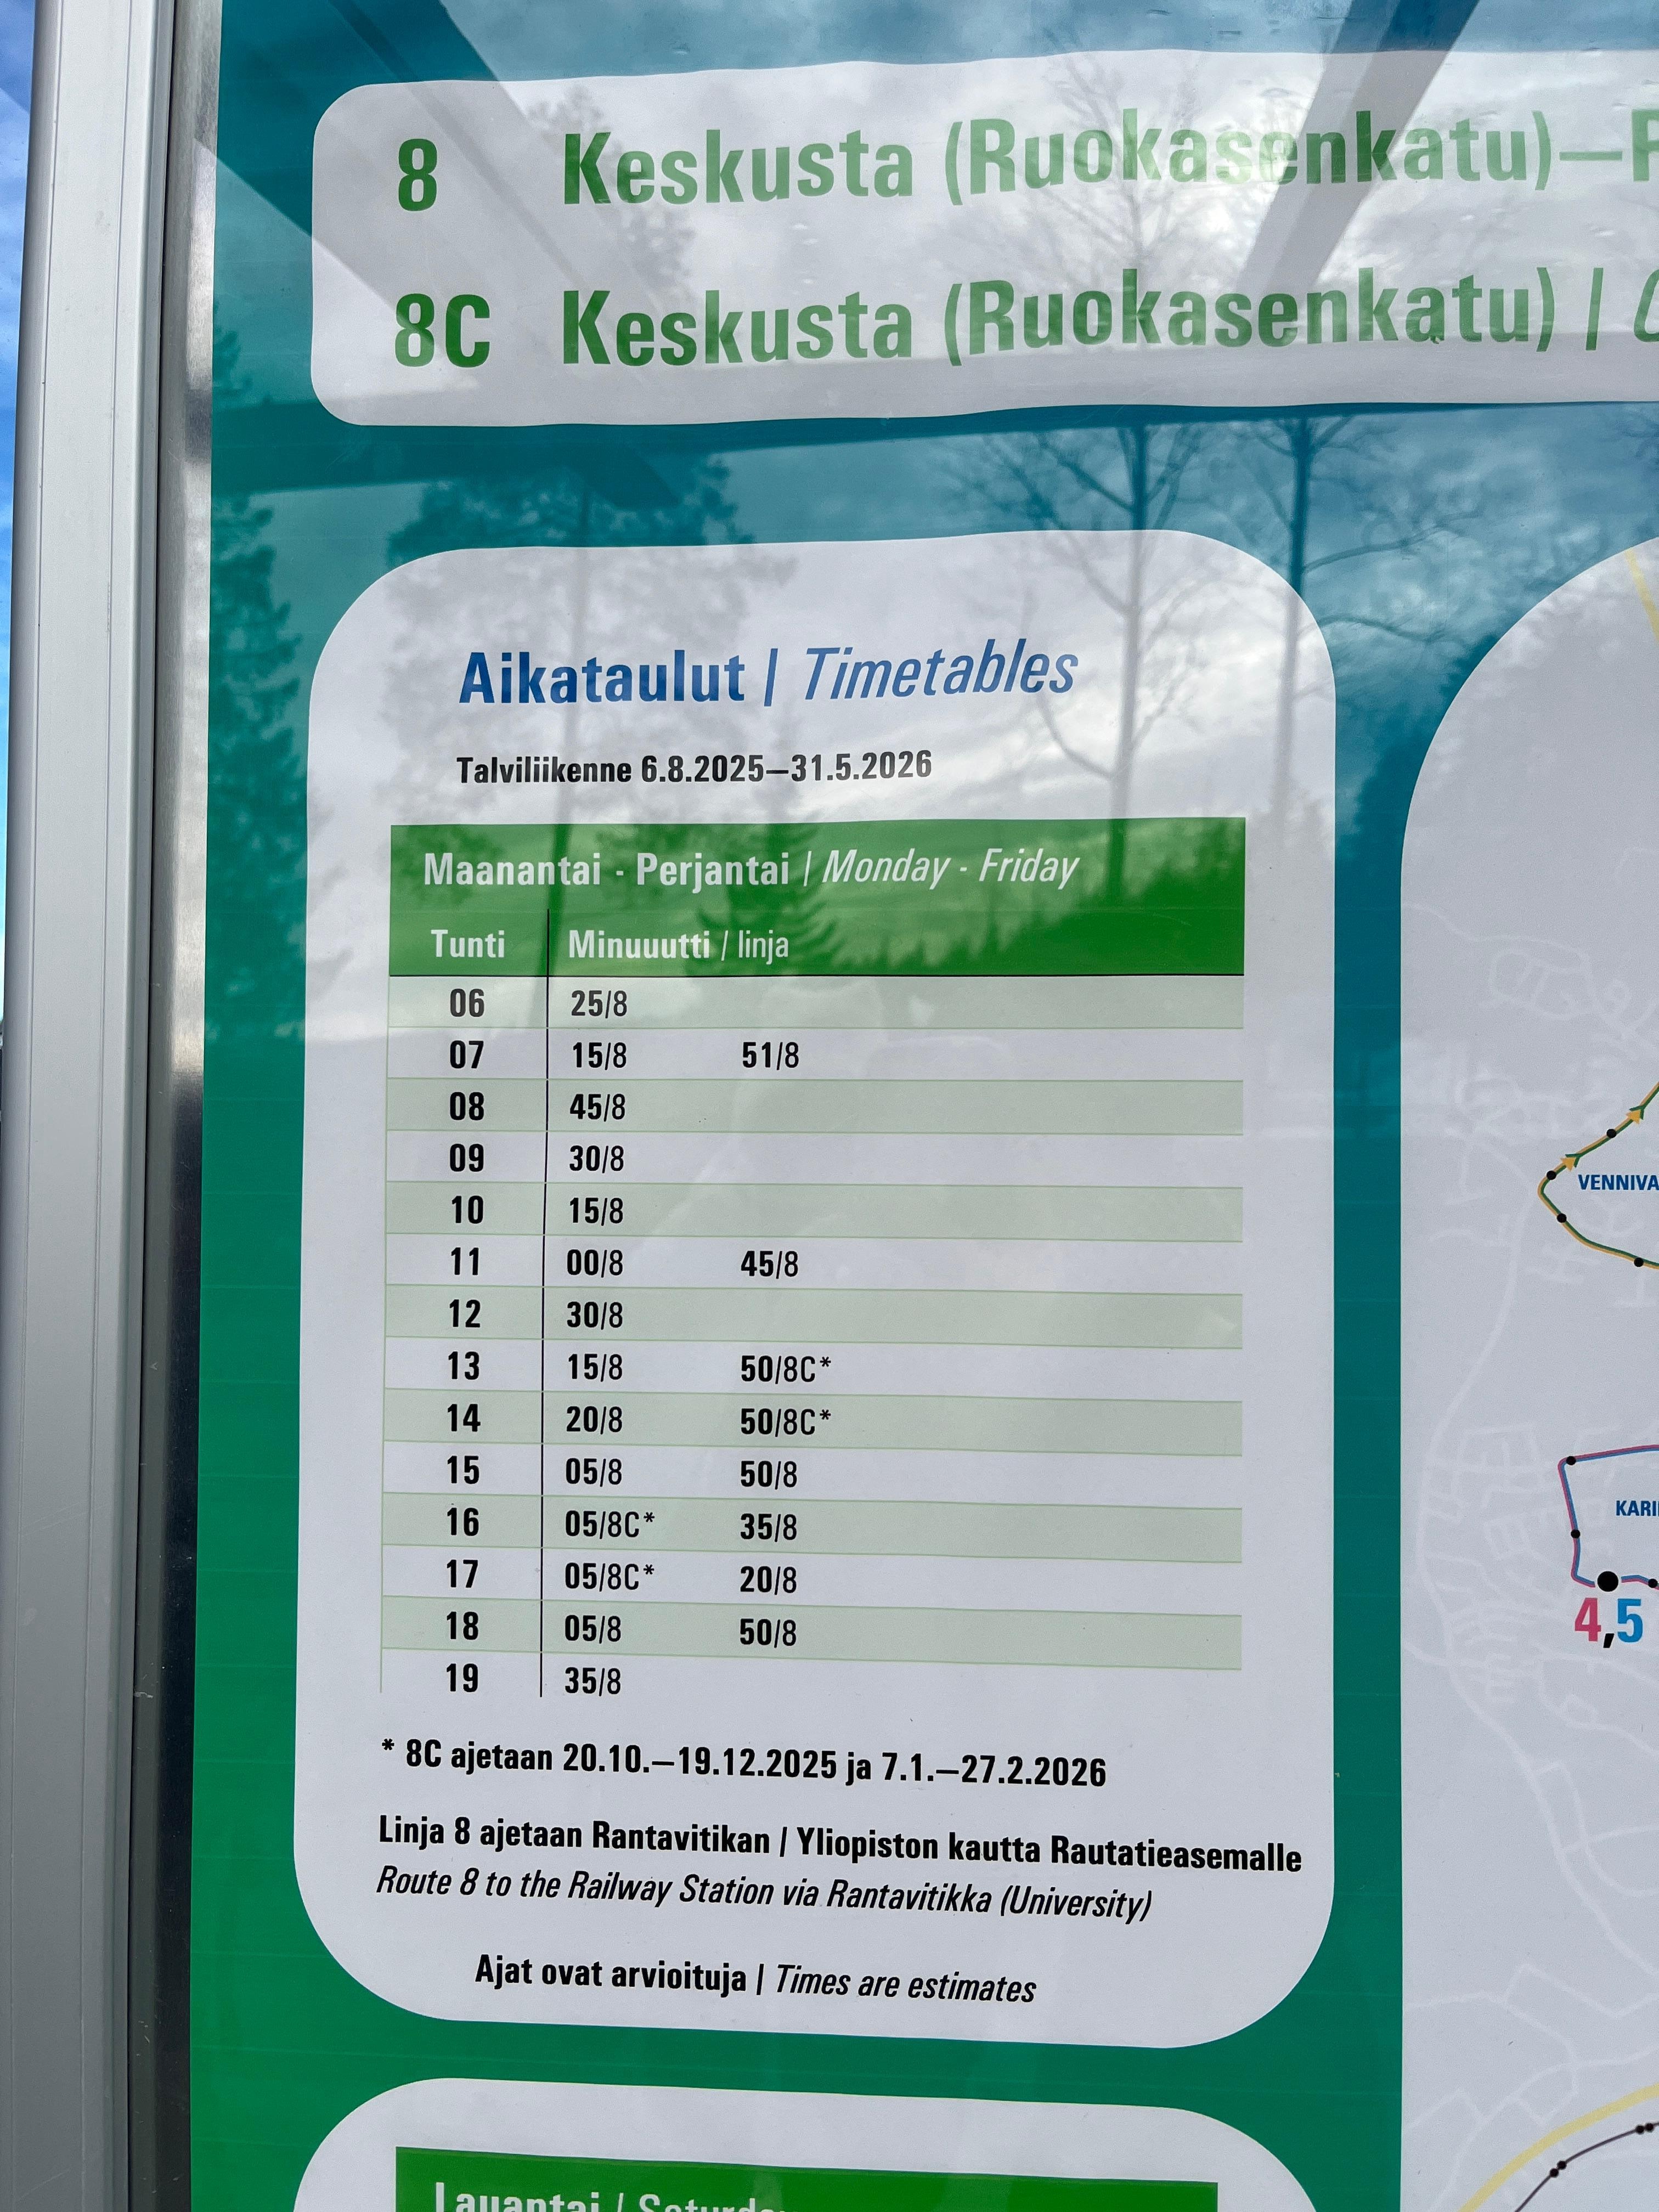 8 Keskusta (Ruokasenkatu)—
8C Keskusta (Ruokasenkatu) |
Aikataulut | Timetables
Talviliikenne 6.8.2025—31.5.2026
Maanantai - Perjantai | Monday - Friday
Tunti Minuuutti / linja
06 25/8
07 15/8 51/8
08 45/8
09 30/8
10 15/8
11 00/8 45/8
12 30/8
13 15/8 50/8C*
14 20/8 50/8C*
15 05/8 50/8
16 05/8C* 35/8
17 05/8C* 20/8
18 05/8 50/8
19 35/8
* 8C ajetaan 20.10.—19.12.2025 ja 7.1.—27.2.2026
Linja 8 ajetaan Rantavitikan | Yliopiston kautta Rautatieasemalle
Route 8 to the Railway Station via Rantavitikka (University)
Ajat ovat arvioituja | Times are estimates
Lauantai |
VENNIVA
KARI
4,5